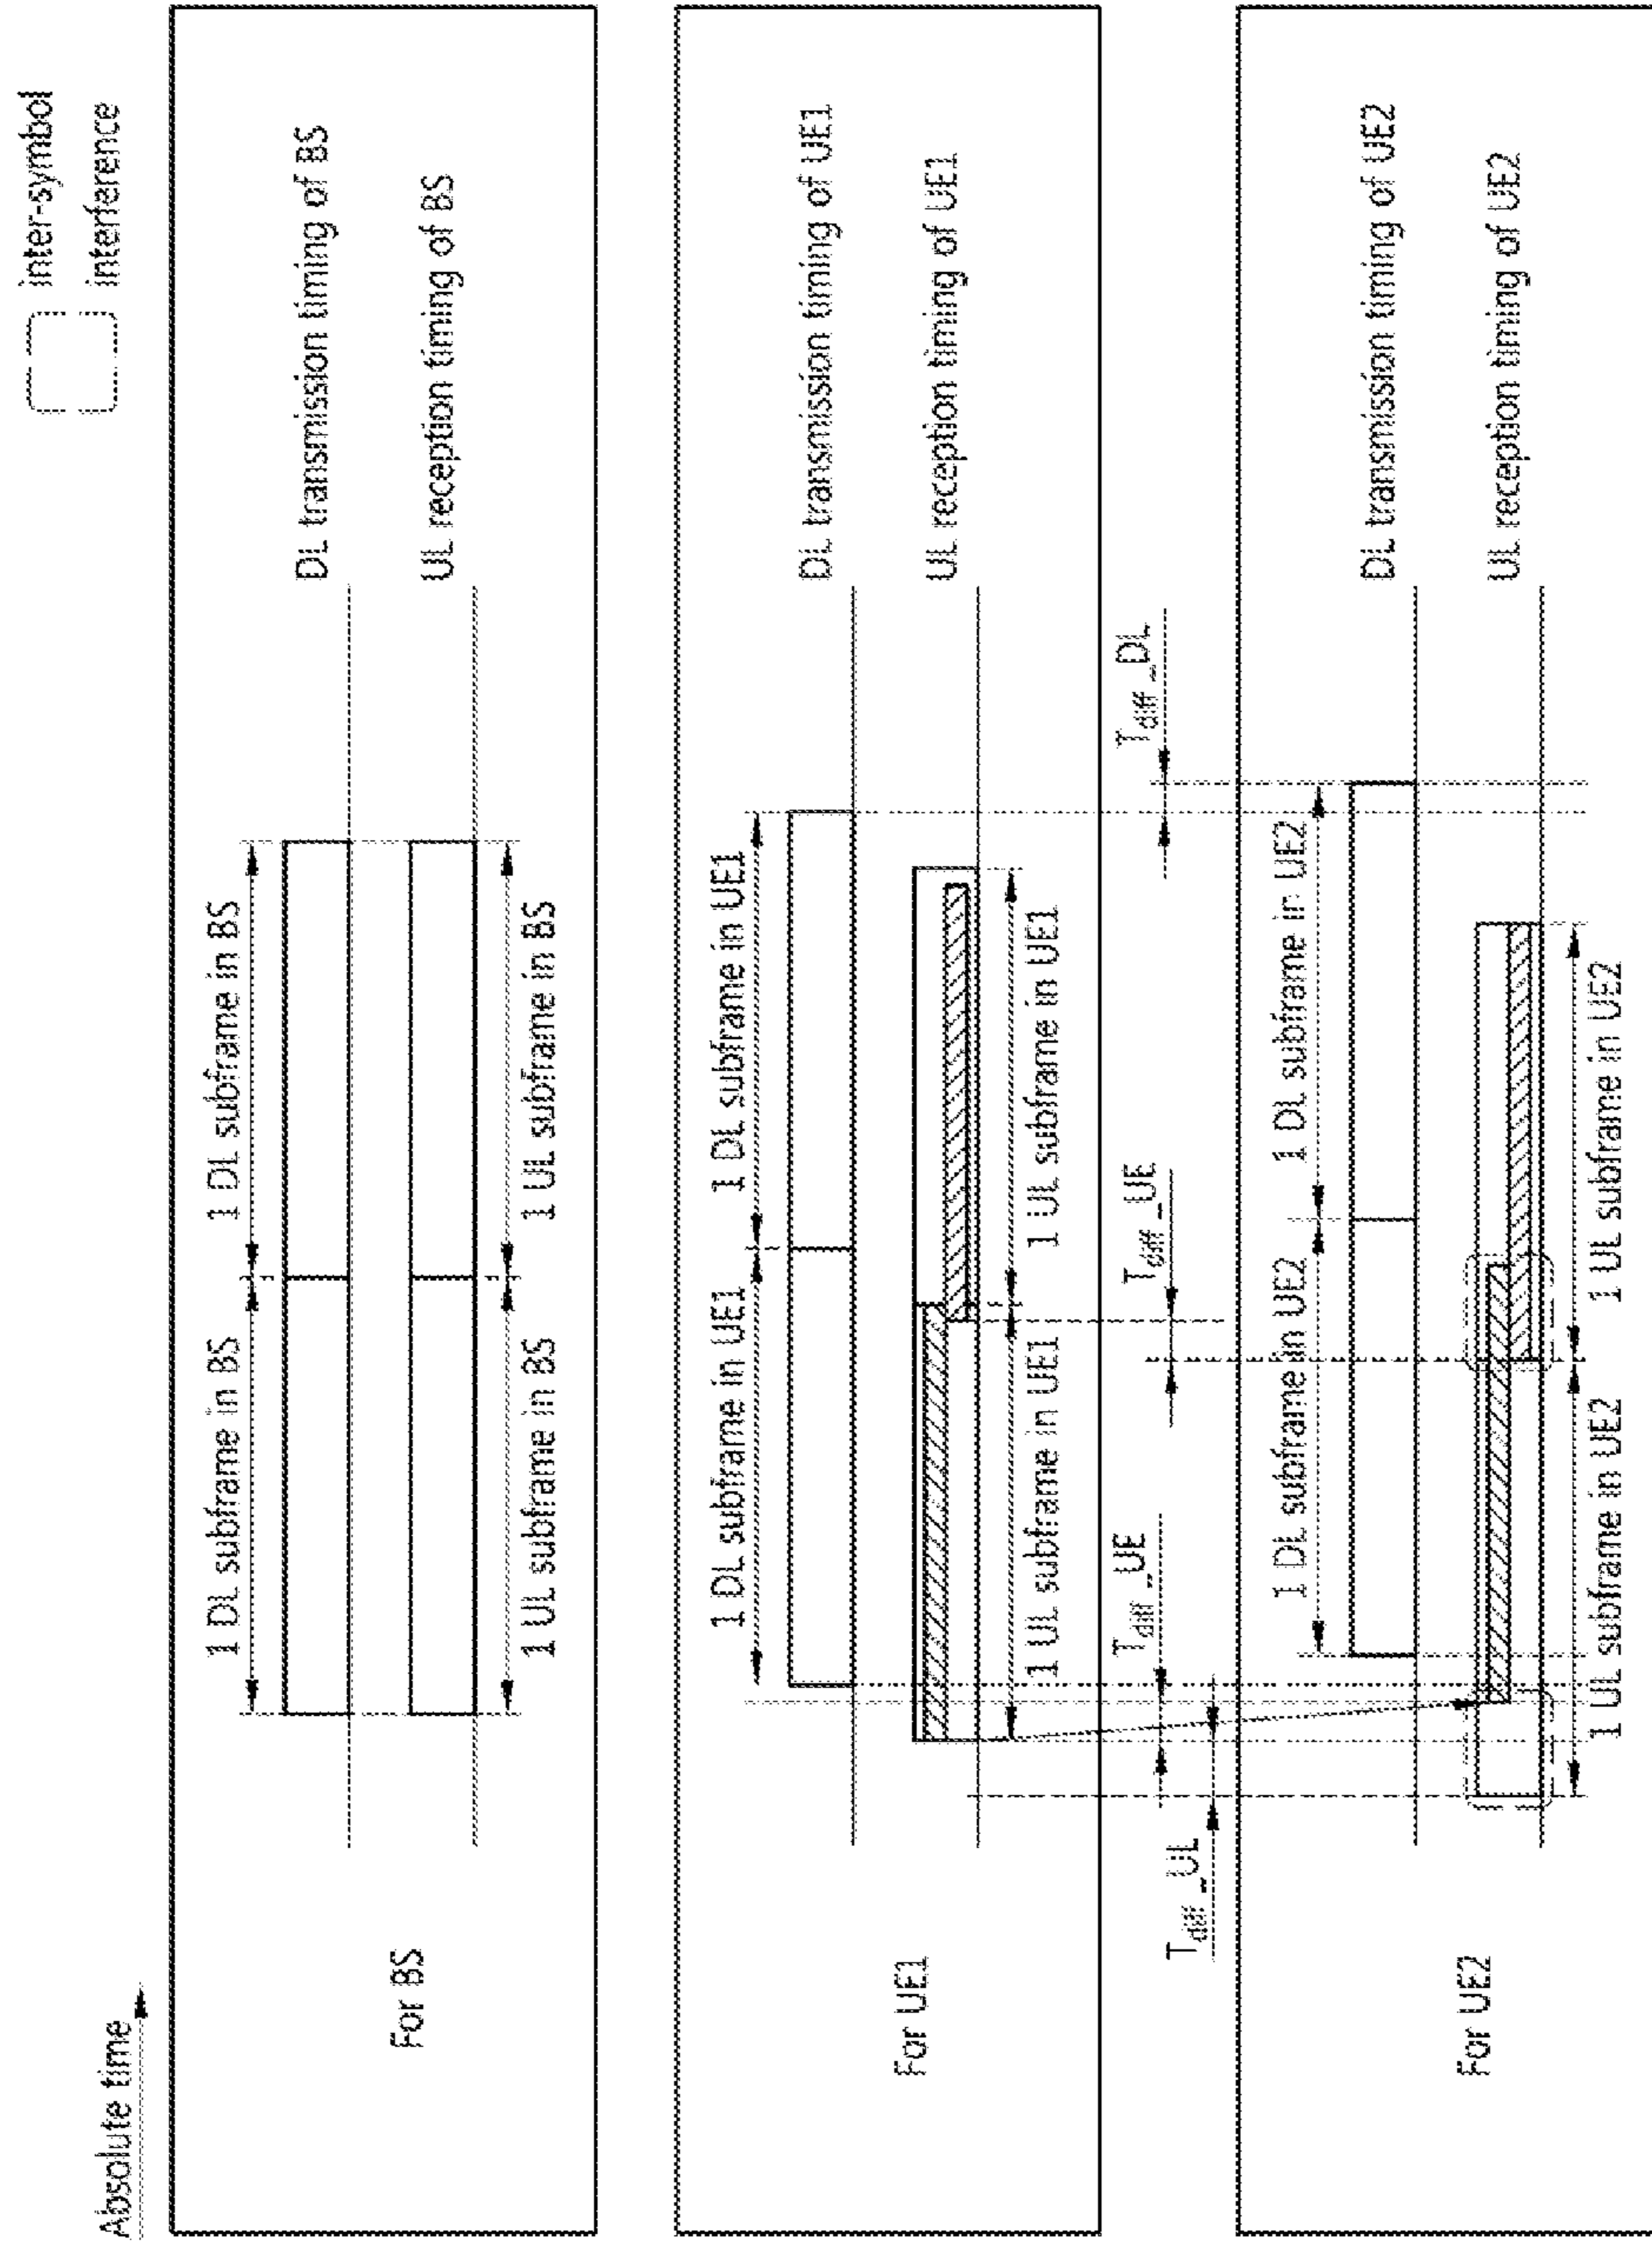 Absolute time
inter-symbol
interference
For BS
1 DL subframe in BS
1 DL subframe in BS
DL transmission timing of BS
UL reception timing of BS
1 UL subframe in BS
1 UL subframe in BS
For UE1
1 DL subframe in UE1
1 DL subframe in UE1
DL transmission timing of UE1
UL reception timing of UE1
1 UL subframe in UE1
1 UL subframe in UE1
Tdiff_UL
Tdiff_UE
Tdiff_UE
Tdiff_DL
For UE2
1 DL subframe in UE2
1 DL subframe in UE2
DL transmission timing of UE2
UL reception timing of UE2
1 UL subframe in UE2
1 UL subframe in UE2